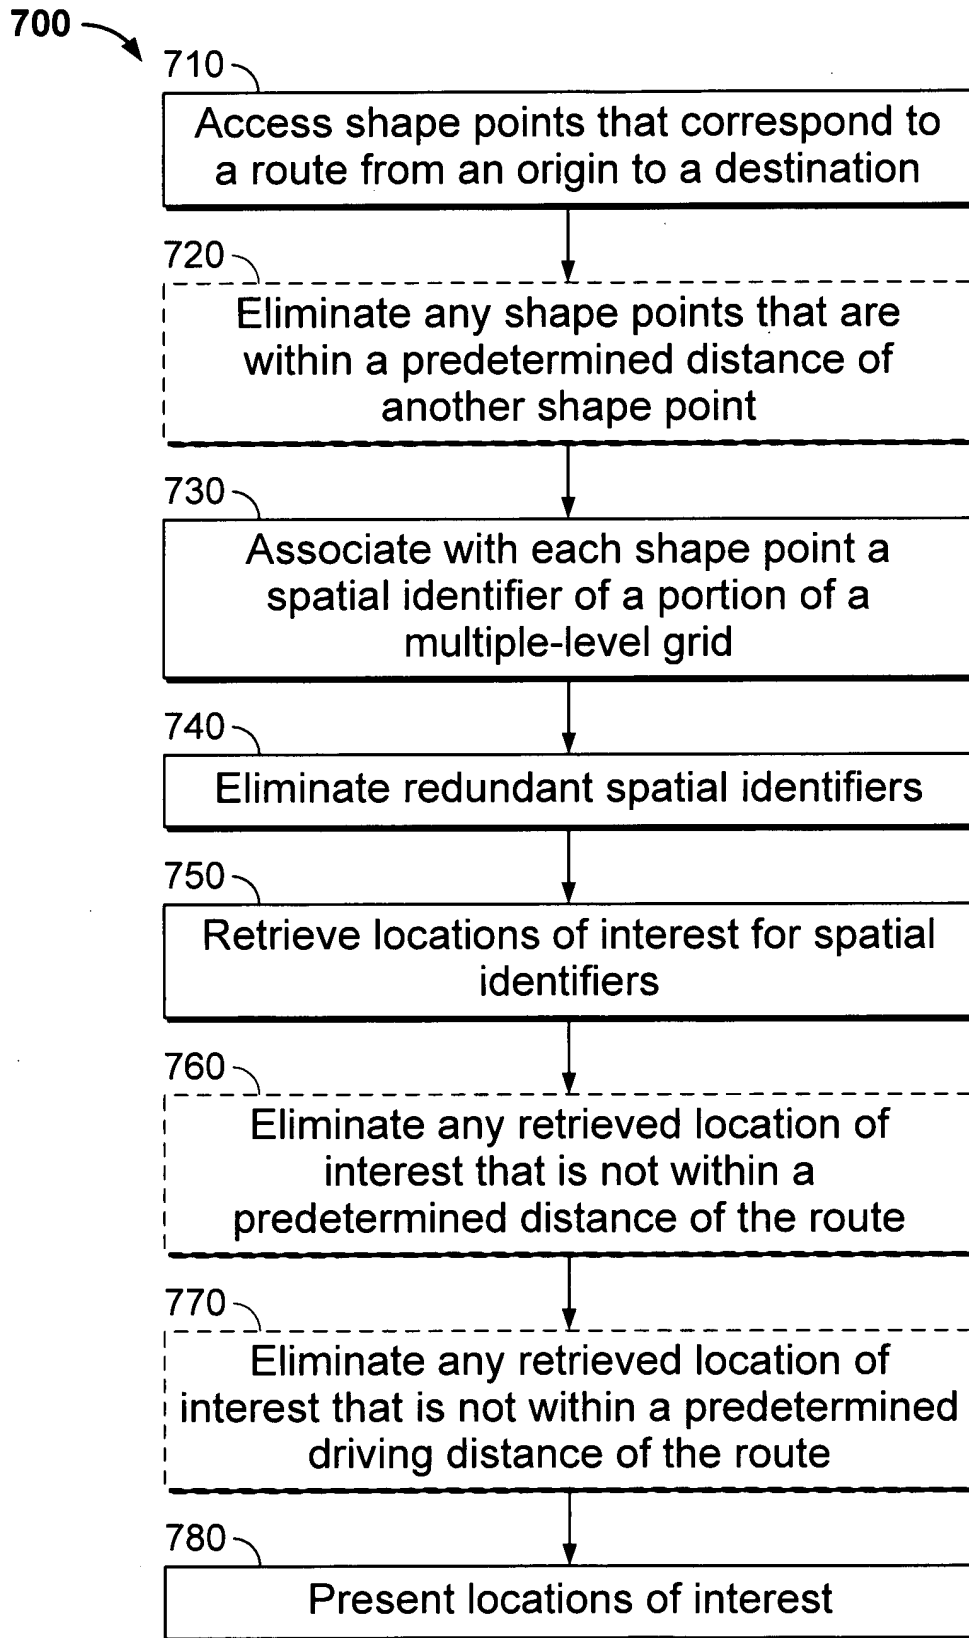 700
710
Access shape points that correspond to
a route from an origin to a destination
720
Eliminate any shape points that are
within a predetermined distance of
another shape point
730
Associate with each shape point a
spatial identifier of a portion of a
multiple-level grid
740
Eliminate redundant spatial identifiers
750
Retrieve locations of interest for spatial
identifiers
760
Eliminate any retrieved location of
interest that is not within a
predetermined distance of the route
770
Eliminate any retrieved location of
interest that is not within a predetermined
driving distance of the route
780
Present locations of interest